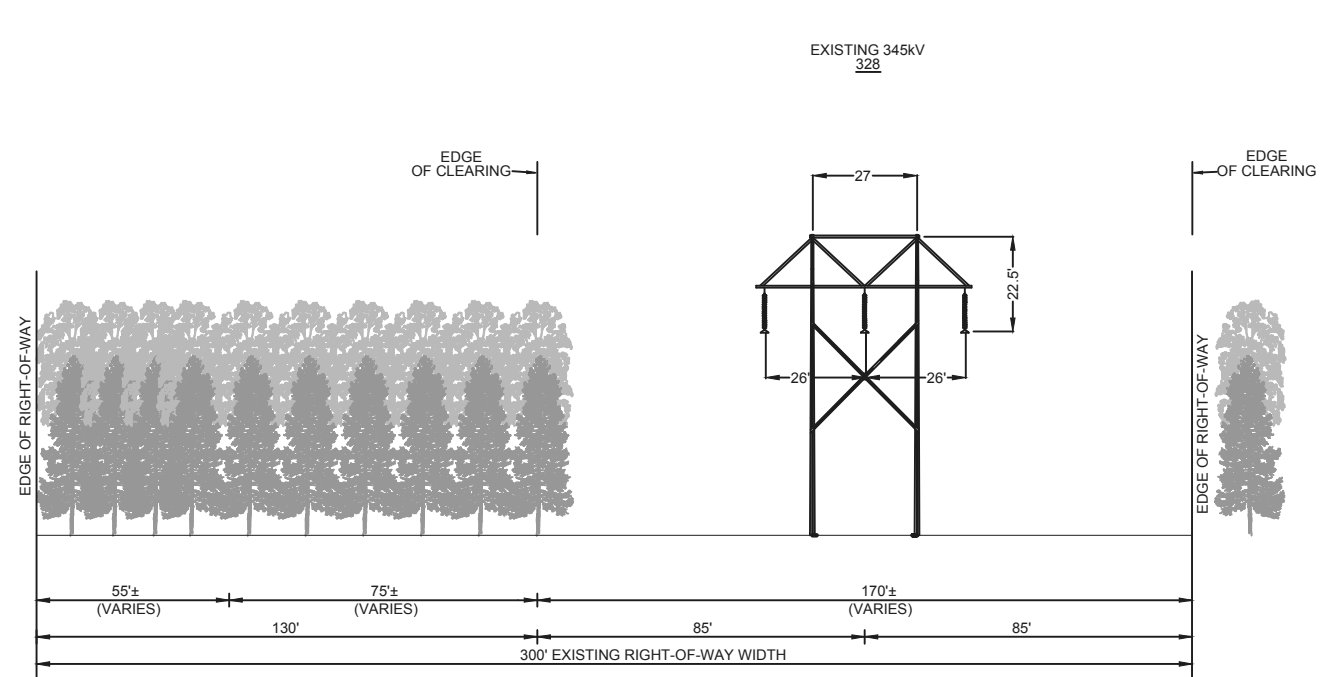 EXISTING 345kV
328
EDGE
OF CLEARING
EDGE
OF CLEARING
27
22.5'
26'
26'
EDGE OF RIGHT-OF-WAY
EDGE OF RIGHT-OF-WAY
55'±
(VARIES)
75'±
(VARIES)
170'±
(VARIES)
130'
85'
85'
300' EXISTING RIGHT-OF-WAY WIDTH